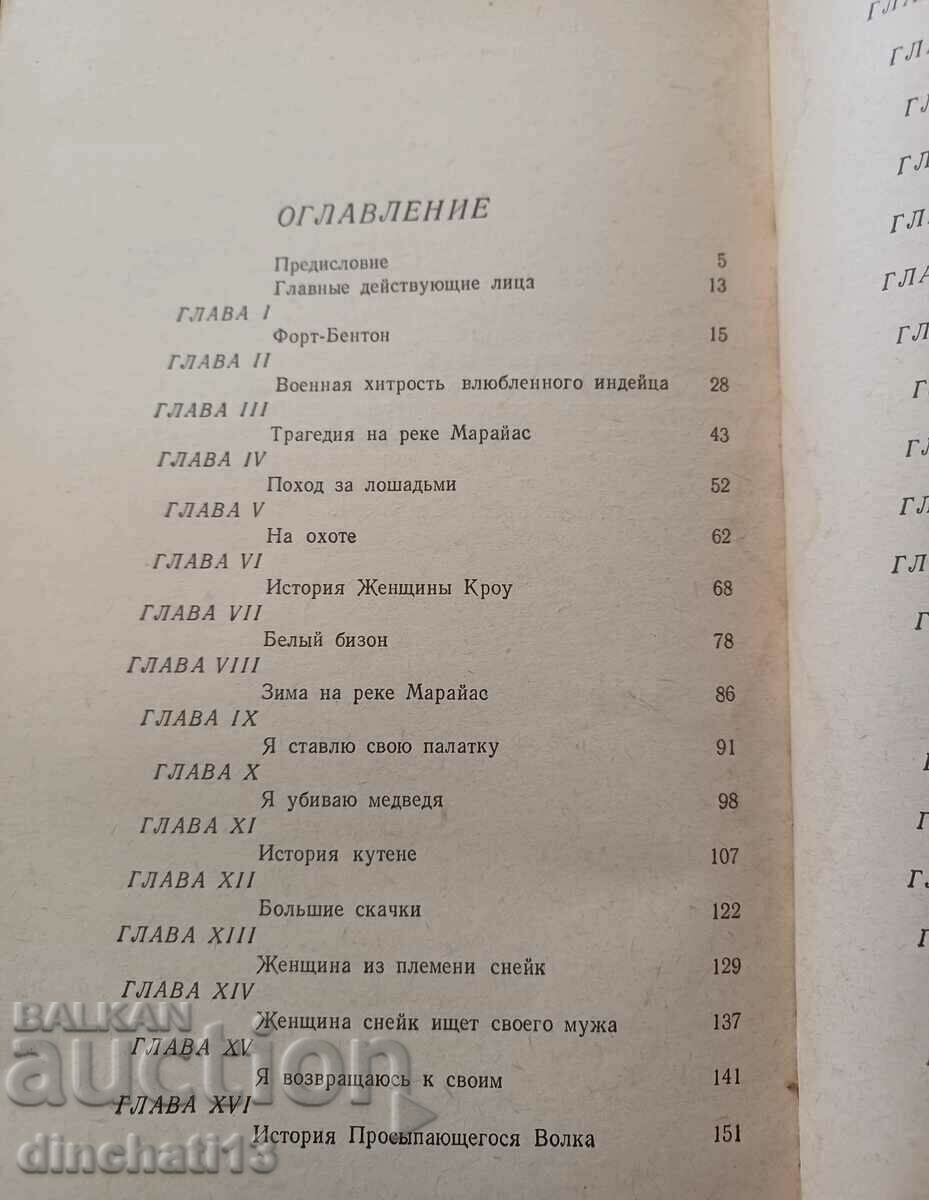 ОГЛАВЛЕНИЕ
Предисловие 5
Главные действующие лица 13
ГЛАВА I
Форт-Бентон 15
ГЛАВА II
Военная хитрость влюбленного индейца 28
ГЛАВА III
Трагедия на реке Марайас 43
ГЛАВА IV
Поход за лошадьми 52
ГЛАВА V
На охоте 62
ГЛАВА VI
История Женщины Кроу 68
ГЛАВА VII
Белый бизон 78
ГЛАВА VIII
Зима на реке Марайас 86
ГЛАВА IX
Я ставлю свою палатку 91
ГЛАВА X
Я убиваю медведя 98
ГЛАВА XI
История кутене 107
ГЛАВА XII
Большие скачки 122
ГЛАВА XIII
Женщина из племени снейк 129
ГЛАВА XIV
Женщина снейк ищет своего мужа 137
ГЛАВА XV
Я возвращаюсь к своим 141
ГЛАВА XVI
История Просыпающегося Волка 151
BALKAN
auction
dinchati13